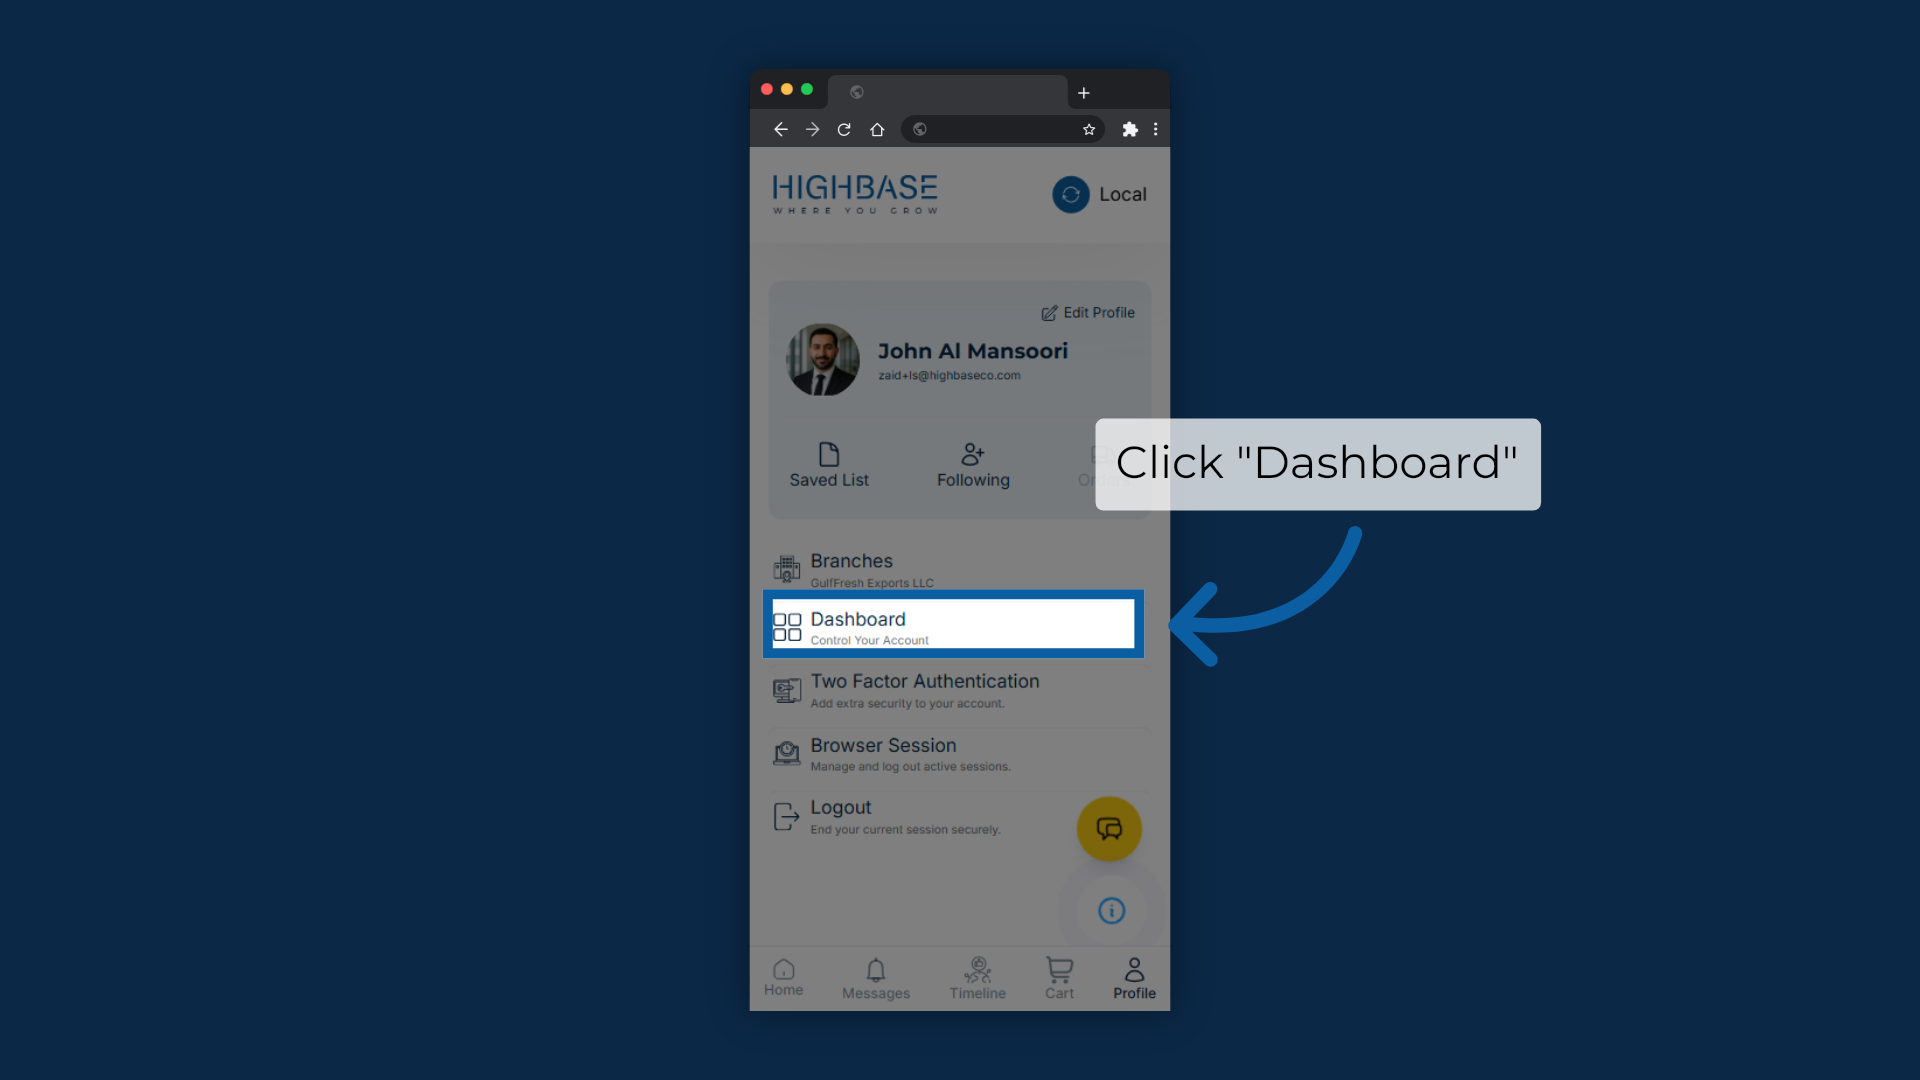 HIGHBASE
WHERE YOU GROW
Local
Edit Profile
John Al Mansoori
zaid+ls@highbaseco.com
Saved List
Following
Orders
Click "Dashboard"
Branches
GulfFresh Exports LLC
Dashboard
Control Your Account
Two Factor Authentication
Add extra security to your account.
Browser Session
Manage and log out active sessions.
Logout
End your current session securely.
Home
Messages
Timeline
Cart
Profile